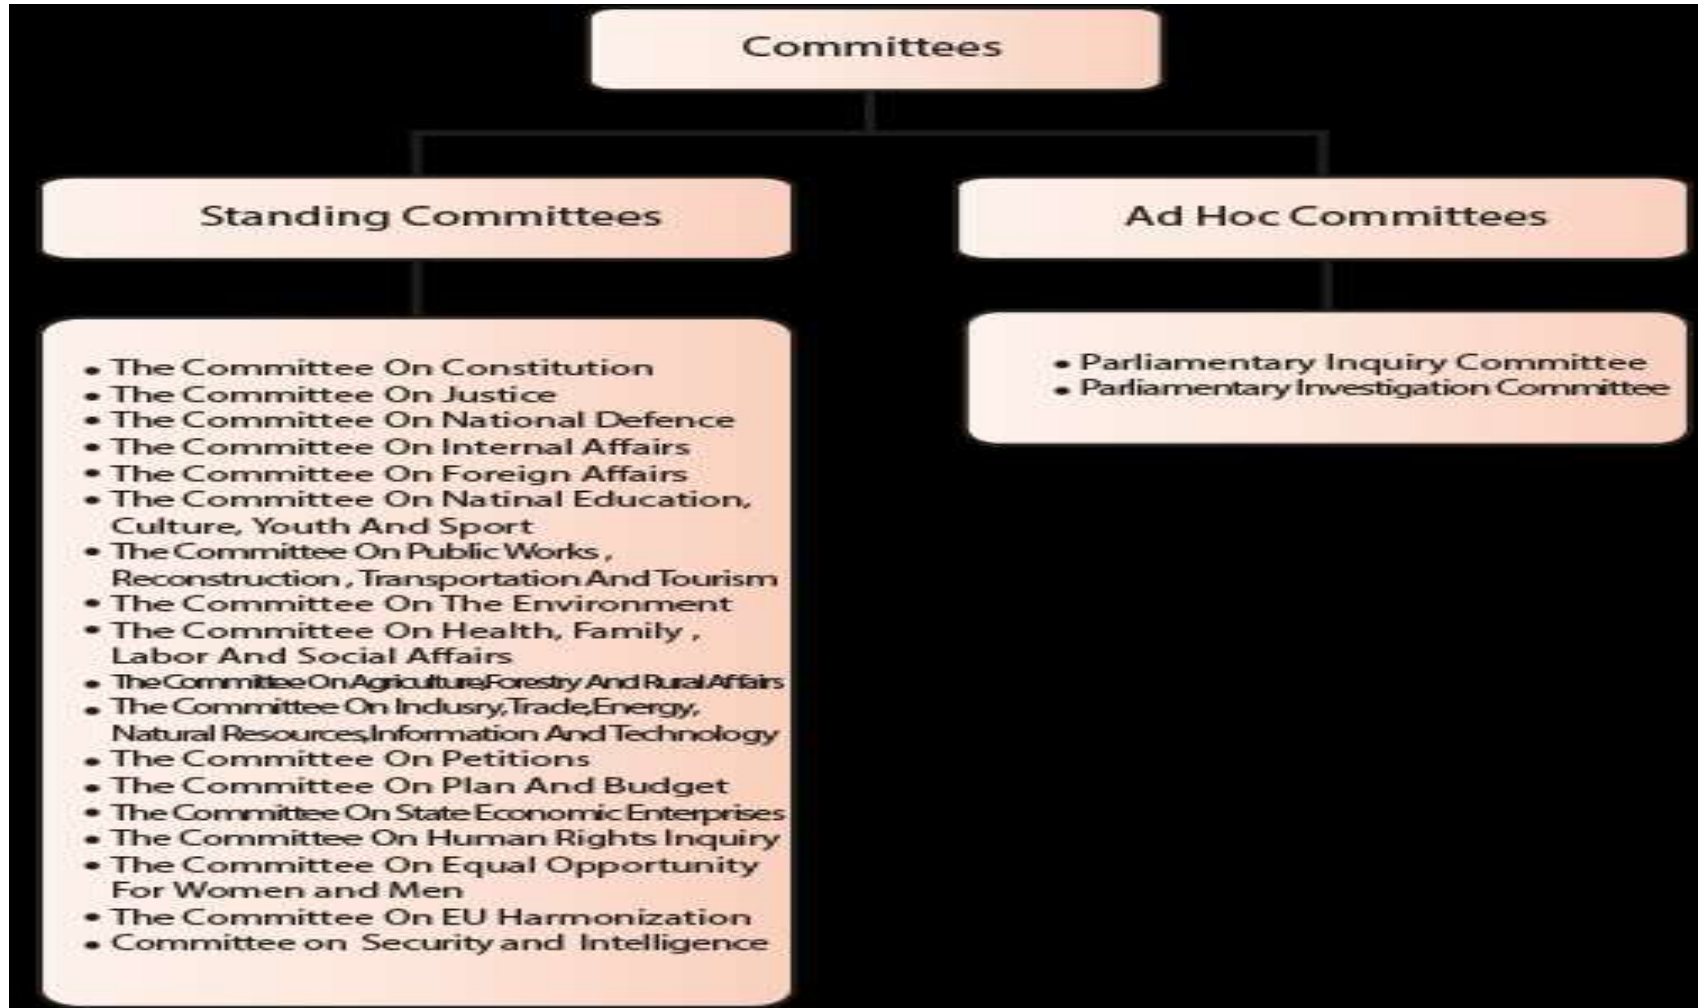 Committees
Standing Committees
Ad Hoc Committees
• The Committee On Constitution
• The Committee On Justice
• The Committee On National Defence
• The Committee On Internal Affairs
• The Committee On Foreign Affairs
• The Committee On Natinal Education,
Culture, Youth And Sport
• The Committee On Public Works ,
Reconstruction , Transportation And Tourism
• The Committee On The Environment
• The Committee On Health, Family ,
Labor And Social Affairs
• The Committee On Agriculture,Forestry And Rural Affairs
• The Committee On Indusry,Trade,Energy,
Natural Resources,Information And Technology
• The Committee On Petitions
• The Committee On Plan And Budget
• The Committee On State Economic Enterprises
• The Committee On Human Rights Inquiry
• The Committee On Equal Opportunity
For Women and Men
• The Committee On EU Harmonization
• Committee on Security and Intelligence
• Parliamentary Inquiry Committee
• Parliamentary Investigation Committee